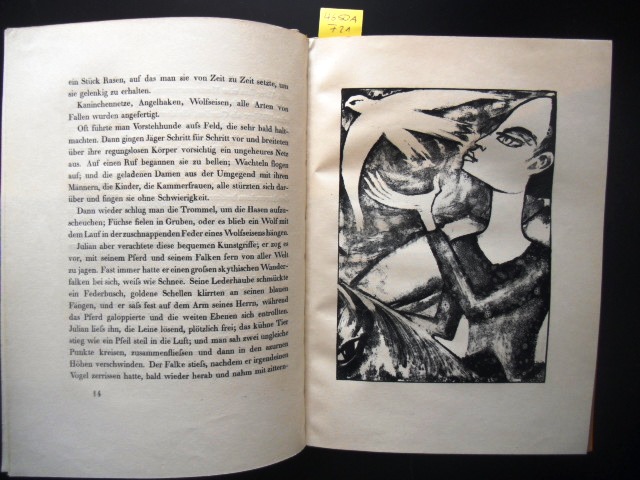 ein Stück Rasen, auf das man sie von Zeit zu Zeit setzte, um
sie gelenkig zu erhalten.
Kaninchennetze, Angelhaken, Wolfseisen, alle Arten von
Fallen wurden angefertigt.
Oft führte man Vorstehhunde aufs Feld, die sehr bald halt-
machten. Dann gingen Jäger Schritt für Schritt vor und breiteten
über ihre regungslosen Körper vorsichtig ein ungeheures Netz
aus. Auf einen Ruf begannen sie zu bellen; Wachteln flogen
auf; und die geladenen Damen aus der Umgegend mit ihren
Männern, die Kinder, die Kammerfrauen, alle stürzten sich dar-
über und fingen sie ohne Schwierigkeit.
Dann wieder schlug man die Trommel, um die Hasen aufzu-
scheuchen; Füchse fielen in Gruben, oder es blieb ein Wolf mit
dem Lauf in der zuschnappenden Feder eines Wolfseisens hängen.
Julian aber verachtete diese bequemen Kunstgriffe; er zog es
vor, mit seinem Pferd und seinem Falken fern von aller Welt
zu jagen. Fast immer hatte er einen großen skythischen Wander-
falken bei sich, weiß wie Schnee. Seine Lederhaube schmückte
ein Federbusch, goldene Schellen klirrten an seinen blauen
Fängen, und er saß fest auf dem Arm seines Herrn, während
das Pferd galoppierte und die weiten Ebenen sich entrollten.
Julian ließ ihn, die Leine lösend, plötzlich frei; das kühne Tier
stieg wie ein Pfeil steil in die Luft; und man sah zwei ungleiche
Punkte kreisen, zusammenfließen und dann in den azurnen
Höhen verschwinden. Der Falke stieß, nachdem er irgendeinen
Vogel zerrissen hatte, bald wieder herab und nahm mit zittern-
14